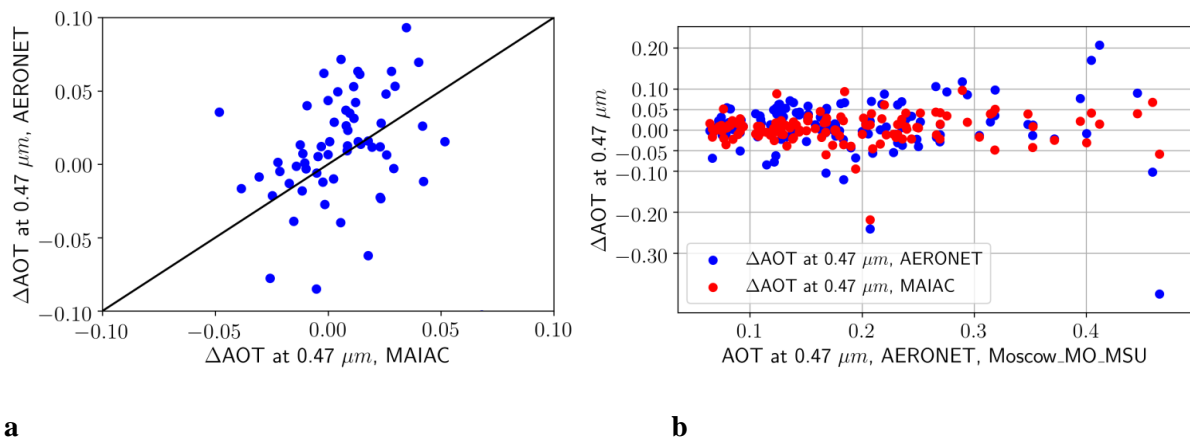 0.10
0.05
0.00
−0.05
−0.10
ΔAOT at 0.47 μm, AERONET
−0.10
−0.05
0.00
0.05
0.10
ΔAOT at 0.47 μm, MAIAC
a
0.20
0.10
0.05
0.00
−0.05
−0.10
−0.20
−0.30
ΔAOT at 0.47 μm
ΔAOT at 0.47 μm, AERONET
ΔAOT at 0.47 μm, MAIAC
0.1
0.2
0.3
0.4
AOT at 0.47 μm, AERONET, Moscow_MO_MSU
b